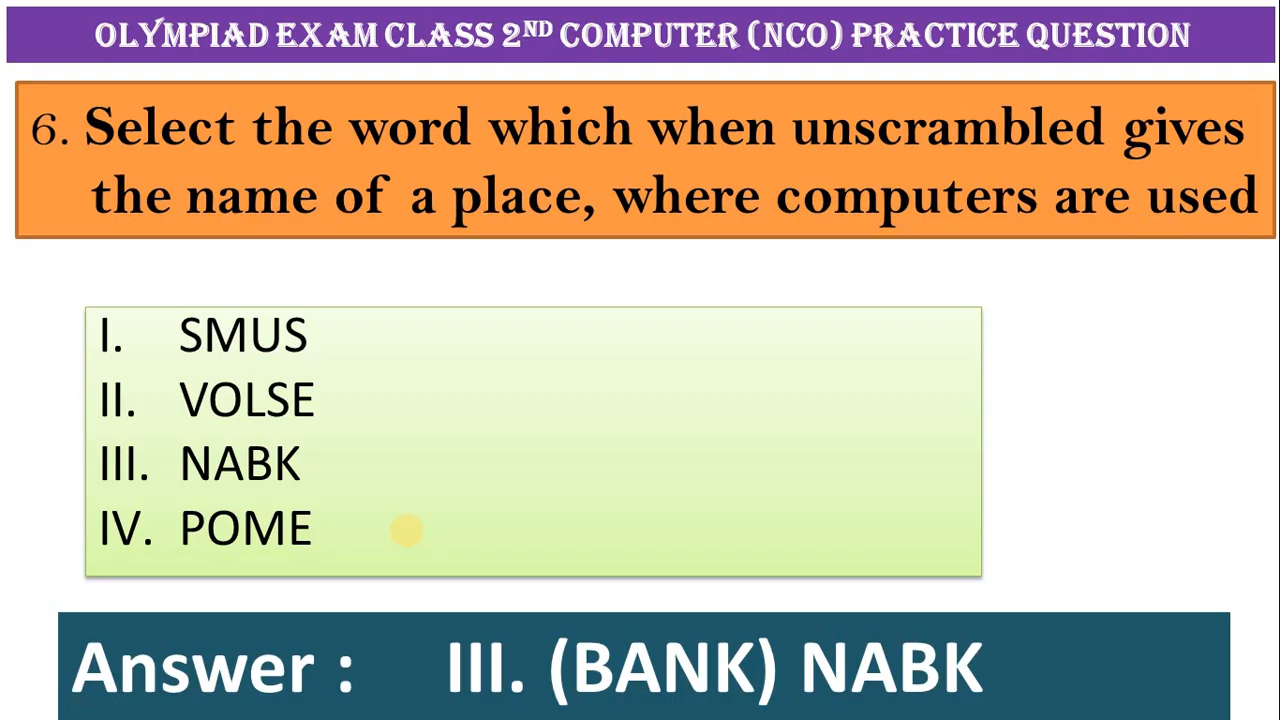 OLYMPIAD EXAM CLASS 2ND COMPUTER (NCO) PRACTICE QUESTION
6. Select the word which when unscrambled gives
the name of a place, where computers are used
I. SMUS
II. VOLSE
III. NABK
IV. POME
Answer : III. (BANK) NABK